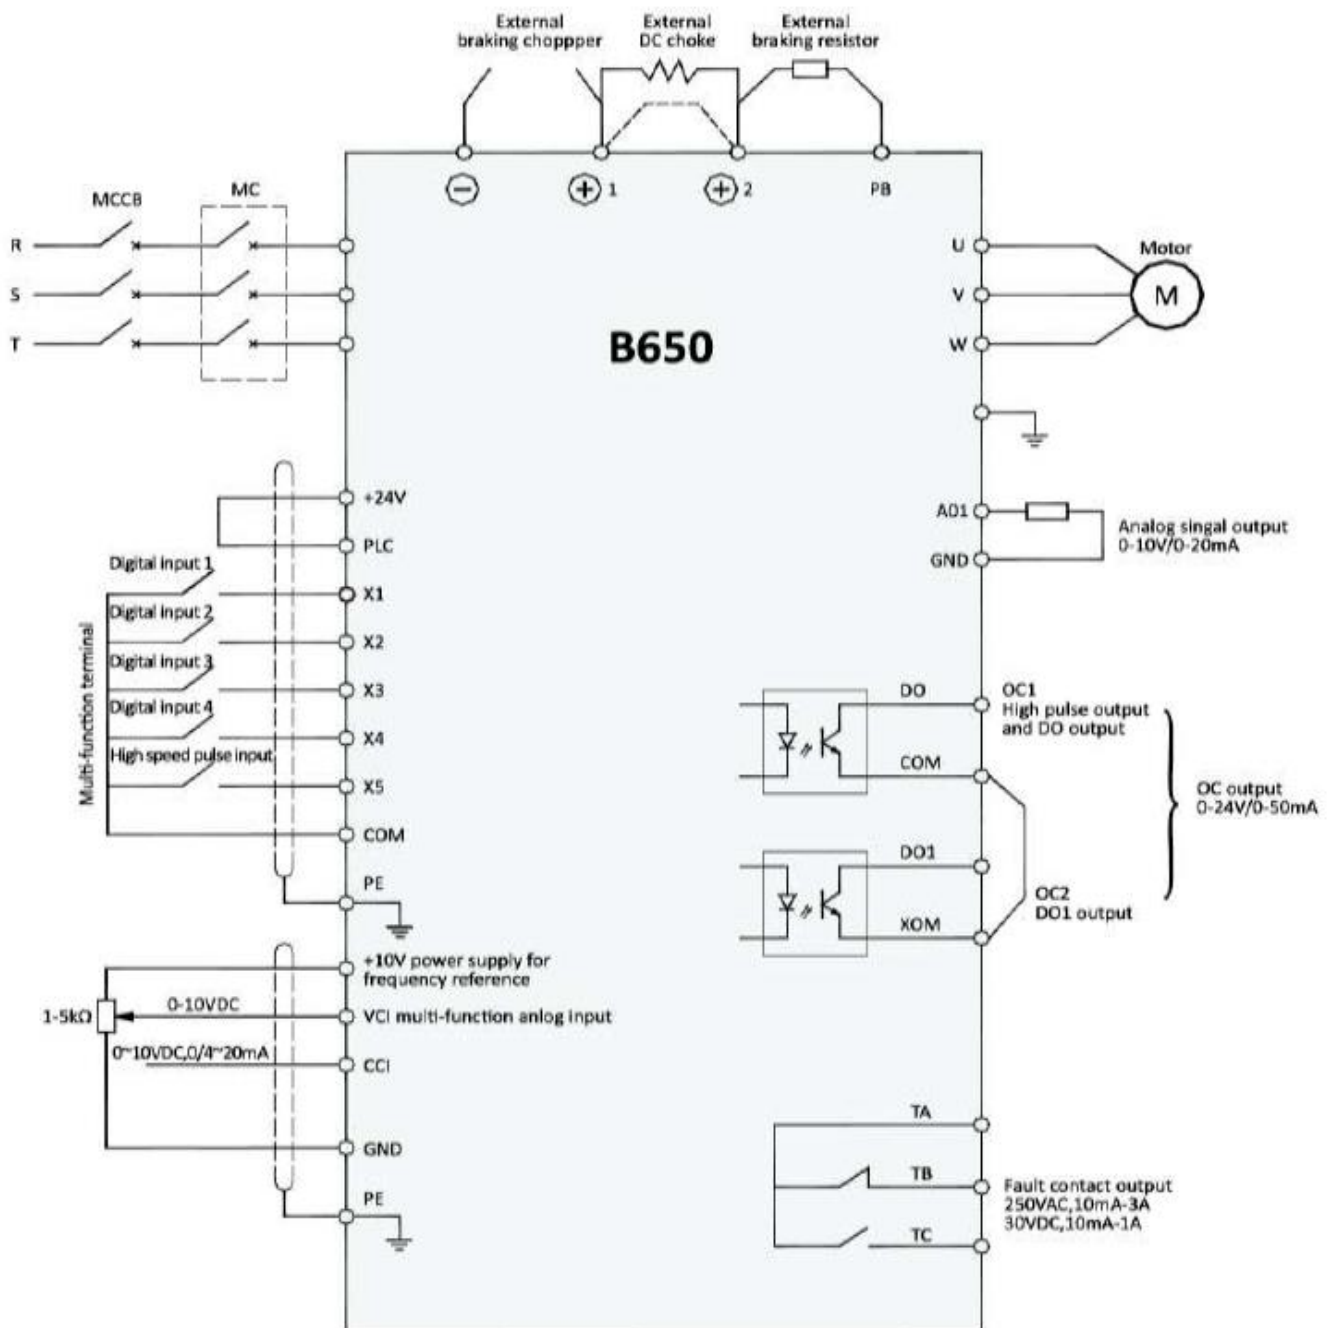 External
braking choppper
External
DC choke
External
braking resistor
− + 1 + 2 PB
MCCB
MC
R
S
T
B650
U
V
W
Motor
M
+24V
PLC
Digital input 1
X1
Digital input 2
X2
Digital input 3
X3
Digital input 4
X4
High speed pulse input
X5
COM
Multi-function terminal
PE
+10V power supply for
frequency reference
1-5kΩ
0-10VDC
VCI multi-function anlog input
0~10VDC,0/4~20mA
CCI
GND
PE
AO1
GND
Analog singal output
0-10V/0-20mA
DO
COM
OC1
High pulse output
and DO output
DO1
XOM
OC2
DO1 output
OC output
0-24V/0-50mA
TA
TB
TC
Fault contact output
250VAC,10mA-3A
30VDC,10mA-1A